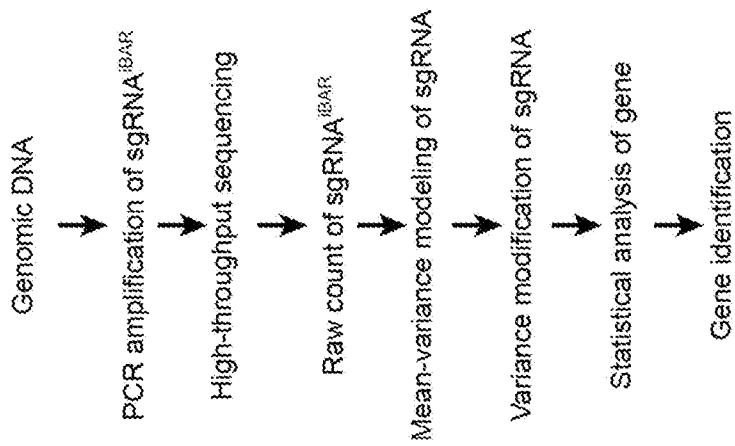 Genomic DNA
PCR amplification of sgRNA^iBAR
High-throughput sequencing
Raw count of sgRNA^iBAR
Mean-variance modeling of sgRNA
Variance modification of sgRNA
Statistical analysis of gene
Gene identification